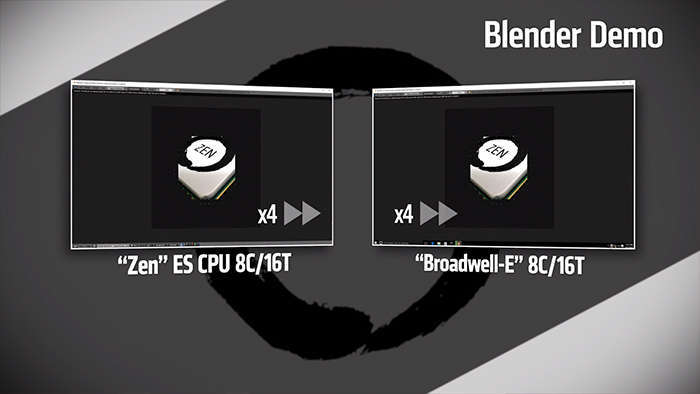 Blender Demo
ZEN
ZEN
x4
x4
“Zen” ES CPU 8C/16T
“Broadwell-E” 8C/16T